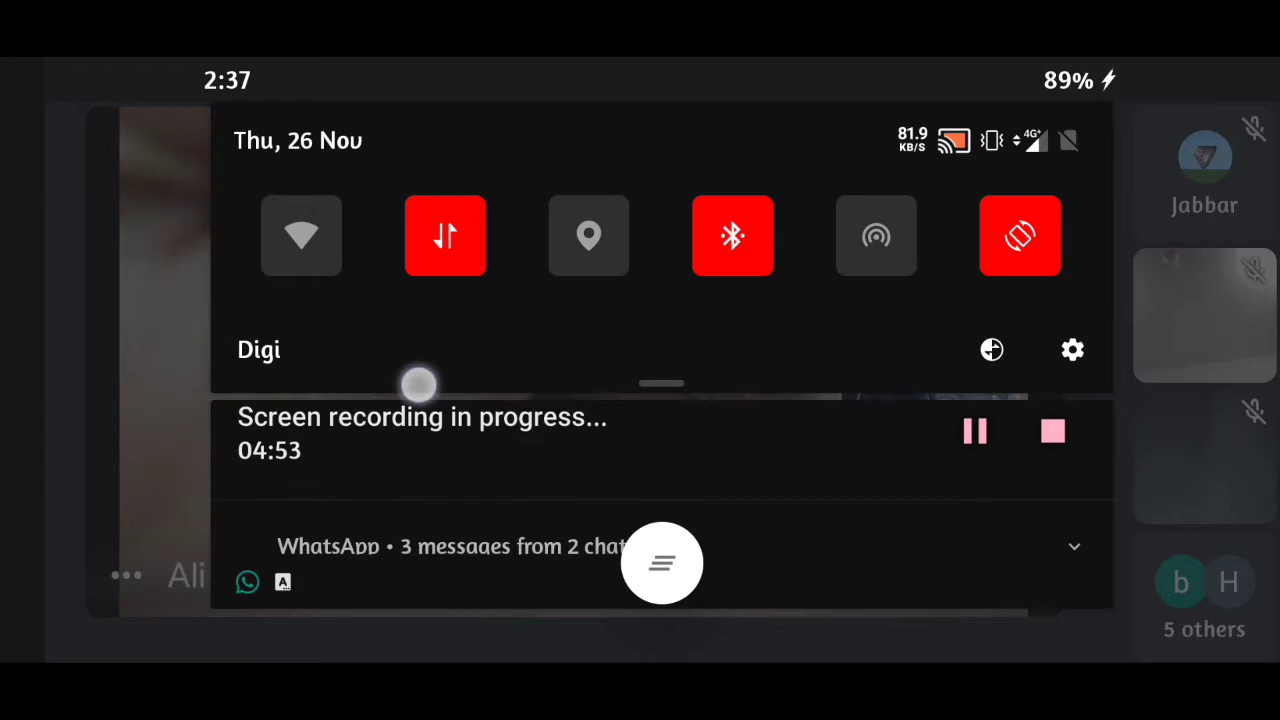 2:37
89%
Thu, 26 Nov
81.9
KB/S
4G+
Jabbar
Digi
Screen recording in progress...
04:53
WhatsApp • 3 messages from 2 chat
A
Ali
b H
5 others